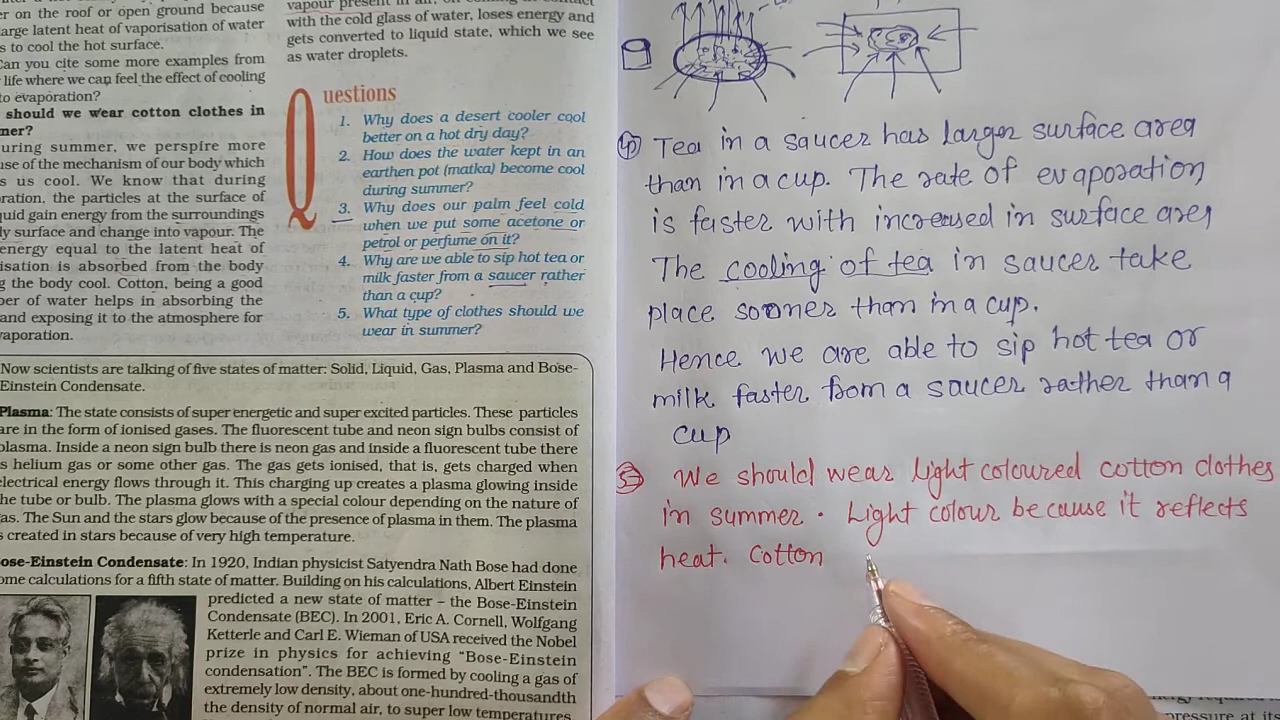 er on the roof or open ground because
arge latent heat of vaporisation of water
s to cool the hot surface.
Can you cite some more examples from
life where we can feel the effect of cooling
to evaporation?
should we wear cotton clothes in
mer?
uring summer, we perspire more
use of the mechanism of our body which
s us cool. We know that during
ration, the particles at the surface of
quid gain energy from the surroundings
ly surface and change into vapour. The
energy equal to the latent heat of
isation is absorbed from the body
g the body cool. Cotton, being a good
ber of water helps in absorbing the
and exposing it to the atmosphere for
vaporation.
vapour present in air, on coming in contact
with the cold glass of water, loses energy and
gets converted to liquid state, which we see
as water droplets.
Questions
1. Why does a desert cooler cool
better on a hot dry day?
2. How does the water kept in an
earthen pot (matka) become cool
during summer?
3. Why does our palm feel cold
when we put some acetone or
petrol or perfume on it?
4. Why are we able to sip hot tea or
milk faster from a saucer rather
than a cup?
5. What type of clothes should we
wear in summer?
Now scientists are talking of five states of matter: Solid, Liquid, Gas, Plasma and Bose-
Einstein Condensate.
Plasma: The state consists of super energetic and super excited particles. These particles
are in the form of ionised gases. The fluorescent tube and neon sign bulbs consist of
plasma. Inside a neon sign bulb there is neon gas and inside a fluorescent tube there
s helium gas or some other gas. The gas gets ionised, that is, gets charged when
electrical energy flows through it. This charging up creates a plasma glowing inside
the tube or bulb. The plasma glows with a special colour depending on the nature of
gas. The Sun and the stars glow because of the presence of plasma in them. The plasma
s created in stars because of very high temperature.
Bose-Einstein Condensate: In 1920, Indian physicist Satyendra Nath Bose had done
ome calculations for a fifth state of matter. Building on his calculations, Albert Einstein
predicted a new state of matter – the Bose-Einstein
Condensate (BEC). In 2001, Eric A. Cornell, Wolfgang
Ketterle and Carl E. Wieman of USA received the Nobel
prize in physics for achieving “Bose-Einstein
condensation”. The BEC is formed by cooling a gas of
extremely low density, about one-hundred-thousandth
the density of normal air, to super low temperatures
4) Tea in a saucer has larger surface area
than in a cup. The rate of evaporation
is faster with increased in surface area,
The cooling of tea in saucer take
place sooner than in a cup.
Hence we are able to sip hot tea or
milk faster from a saucer rather than a
cup
5) We should wear light coloured cotton clothes
in summer. Light colour because it reflects
heat. Cotton
pressure at its